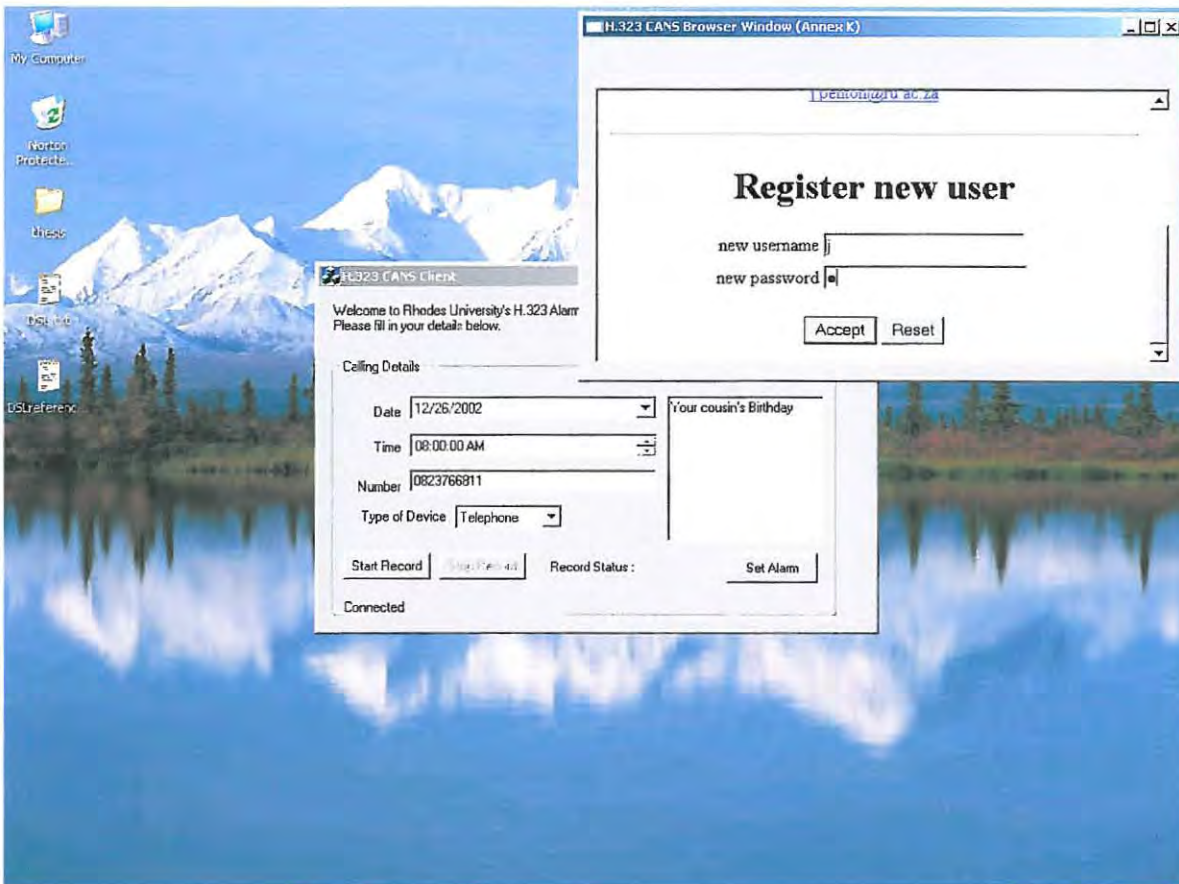 My Computer
Norton
Protecte...
thesis
H.323 CANS Browser Window (Annex K)
Register new user
new username j
new password
Accept Reset
H.323 CANS Client
Welcome to Rhodes University's H.323 Alarm
Please fill in your details below.
Calling Details
Date 12/26/2002
Time 08:00:00 AM
Number 0823766811
Type of Device Telephone
Your cousin's Birthday
Start Record Stop Record Record Status : Set Alarm
Connected